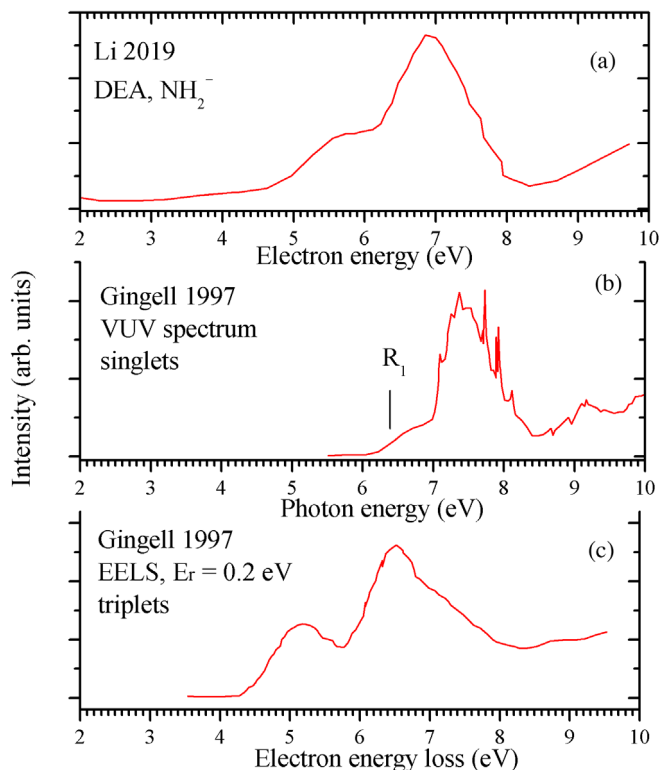 Li 2019
DEA, NH₂⁻
(a)
2 3 4 5 6 7 8 9 10
Electron energy (eV)
Intensity (arb. units)
Gingell 1997
VUV spectrum
singlets
(b)
R₁
2 3 4 5 6 7 8 9 10
Photon energy (eV)
Gingell 1997
EELS, Er = 0.2 eV
triplets
(c)
2 3 4 5 6 7 8 9 10
Electron energy loss (eV)